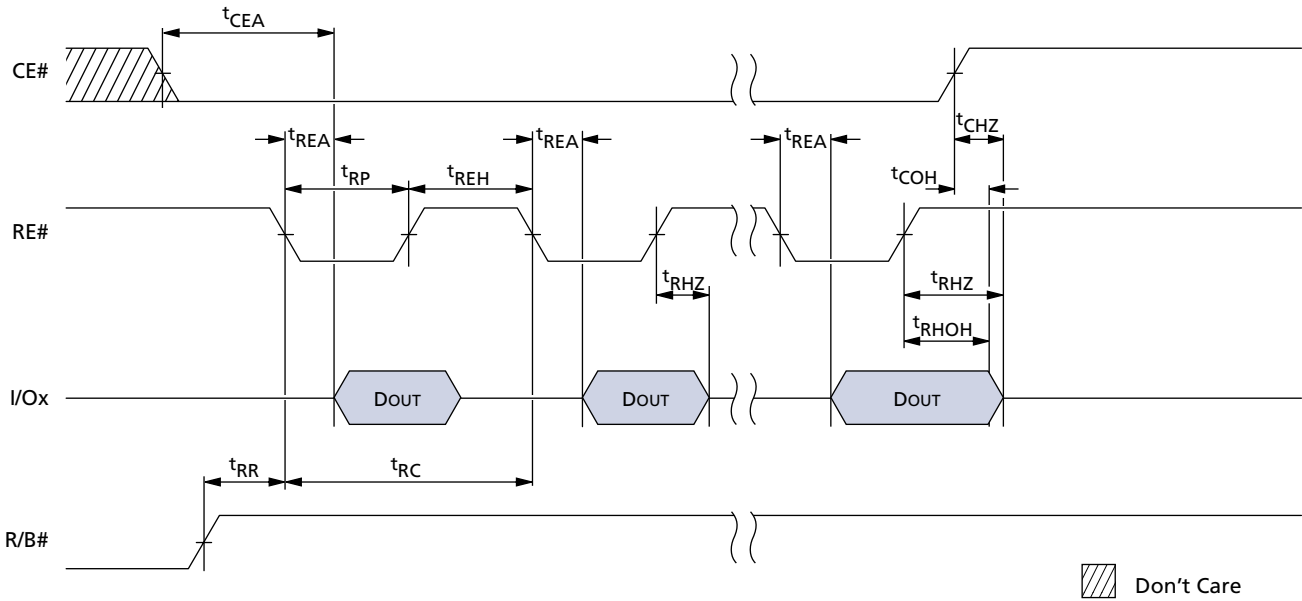 tCEA
CE#
tREA
tREA
tREA
tCHZ
tRP
tREH
tCOH
RE#
tRHZ
tRHZ
tRHOH
I/Ox
DOUT
DOUT
DOUT
tRR
tRC
R/B#
Don't Care